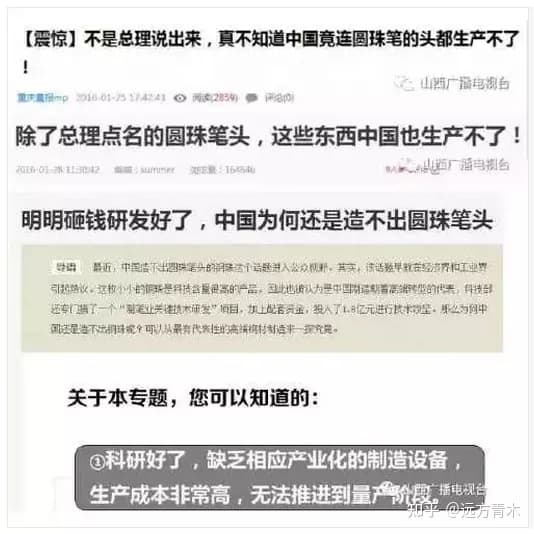 【震惊】不是总理说出来，真不知道中国竟连圆珠笔的头都生产不了
！
山西广播电视台
重庆晨报mp 2016-01-25 17:42:41 阅读(2859) 评论(0)
除了总理点名的圆珠笔头，这些东西中国也生产不了！
山西广播电视台
2016-01-28 11:30:42 编辑：summer 浏览量：164646
明明砸钱研发好了，中国为何还是造不出圆珠笔头
导语 最近，中国造不出圆珠笔头的钢珠这个话题进入公众视野。其实，该话题早就在经济界和工业界
引起热议。这枚小小的钢珠是科技含量很高的产品，因此也被认为是中国制造朝着高端转型的代表，科技部
还专门搞了一个“制笔业关键技术研发”项目，加上配套资金，投入了1.8亿元进行技术攻坚。那么为何中
国还是造不出钢珠呢？可以从最有代表性的高端钢材制造来一探究竟。
关于本专题，您可以知道的：
①科研好了，缺乏相应产业化的制造设备，
生产成本非常高，无法推进到量产阶段。
山西广播电视台
知乎 @远方青木